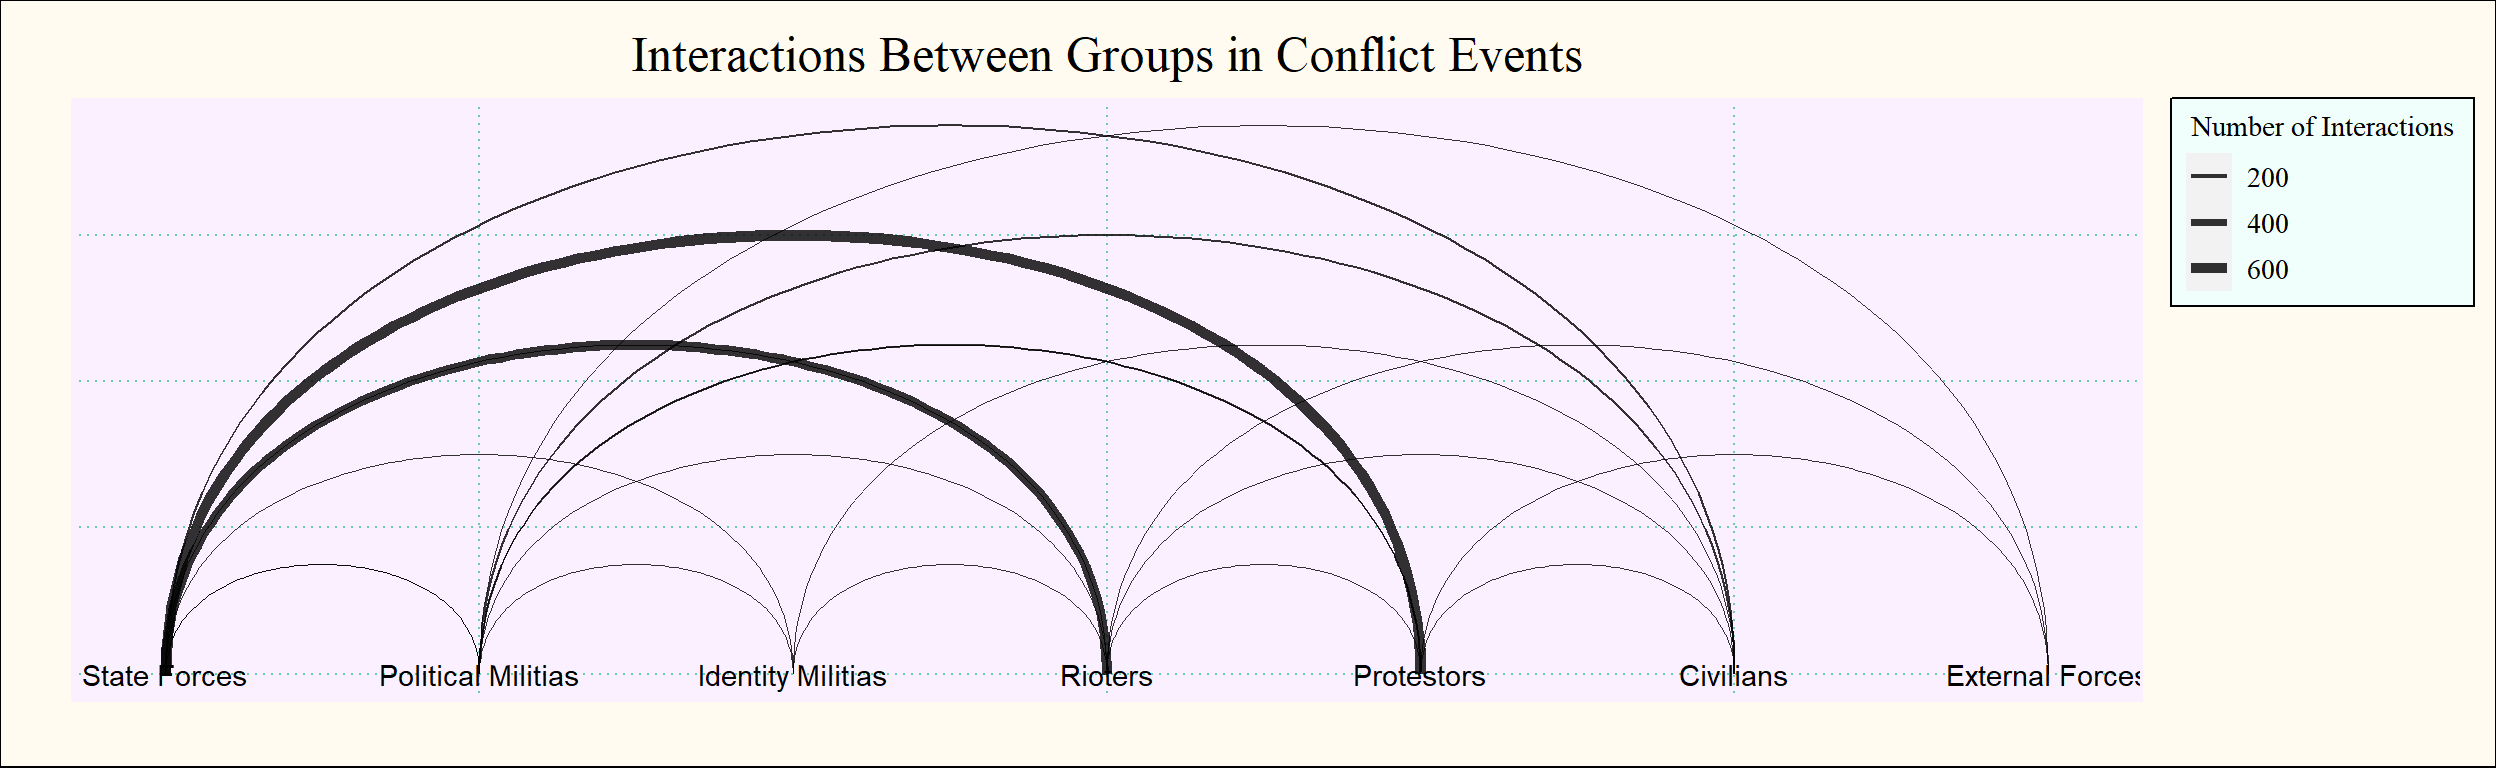 Interactions Between Groups in Conflict Events
Number of Interactions
200
400
600
State Forces
Political Militias
Identity Militias
Rioters
Protestors
Civilians
External Forces